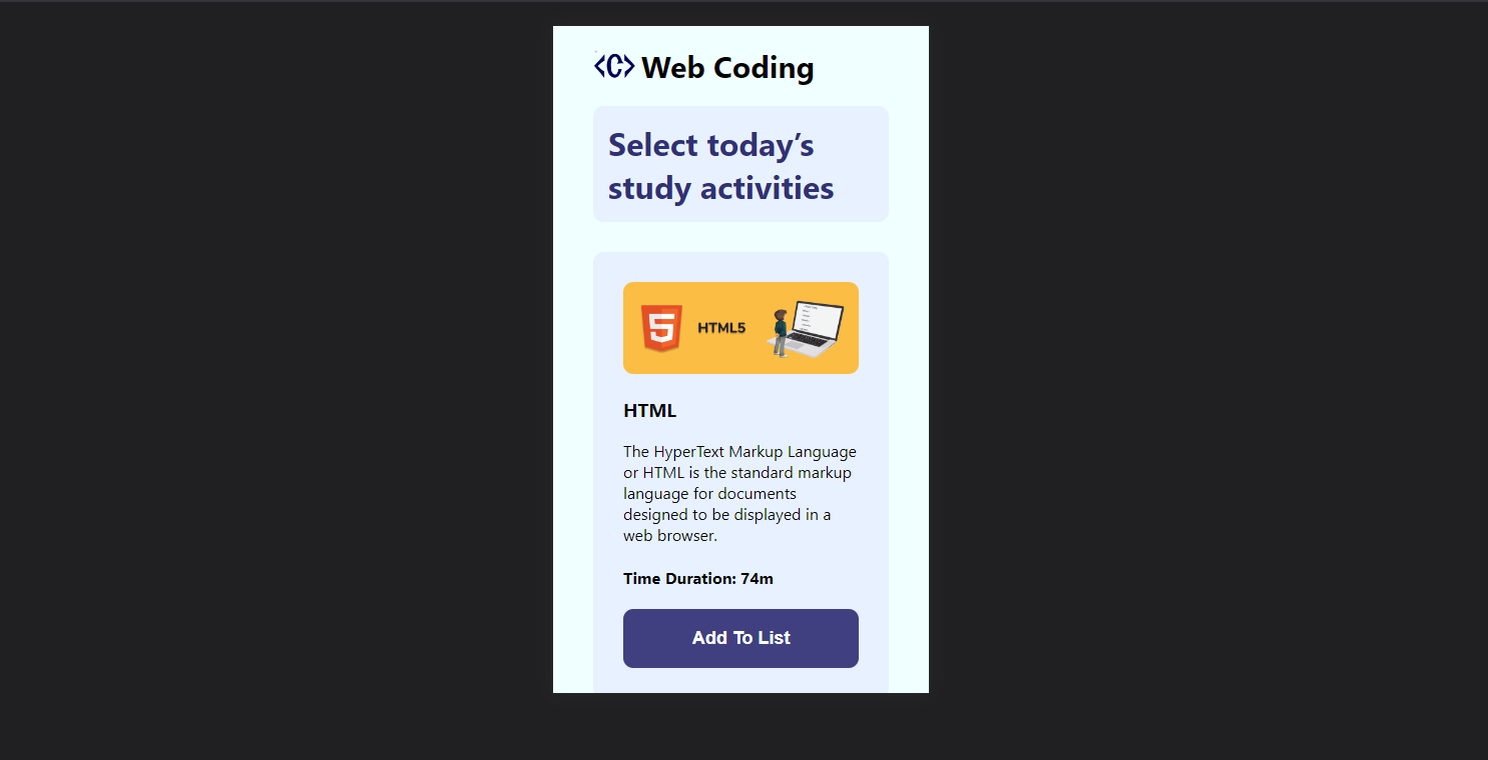 <C> Web Coding
Select today’s
study activities
HTML5
HTML
The HyperText Markup Language
or HTML is the standard markup
language for documents
designed to be displayed in a
web browser.
Time Duration: 74m
Add To List